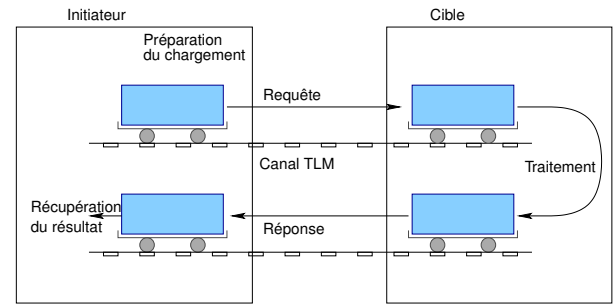 Initiateur
Cible
Préparation
du chargement
Requête
Canal TLM
Traitement
Récupération
du résultat
Réponse